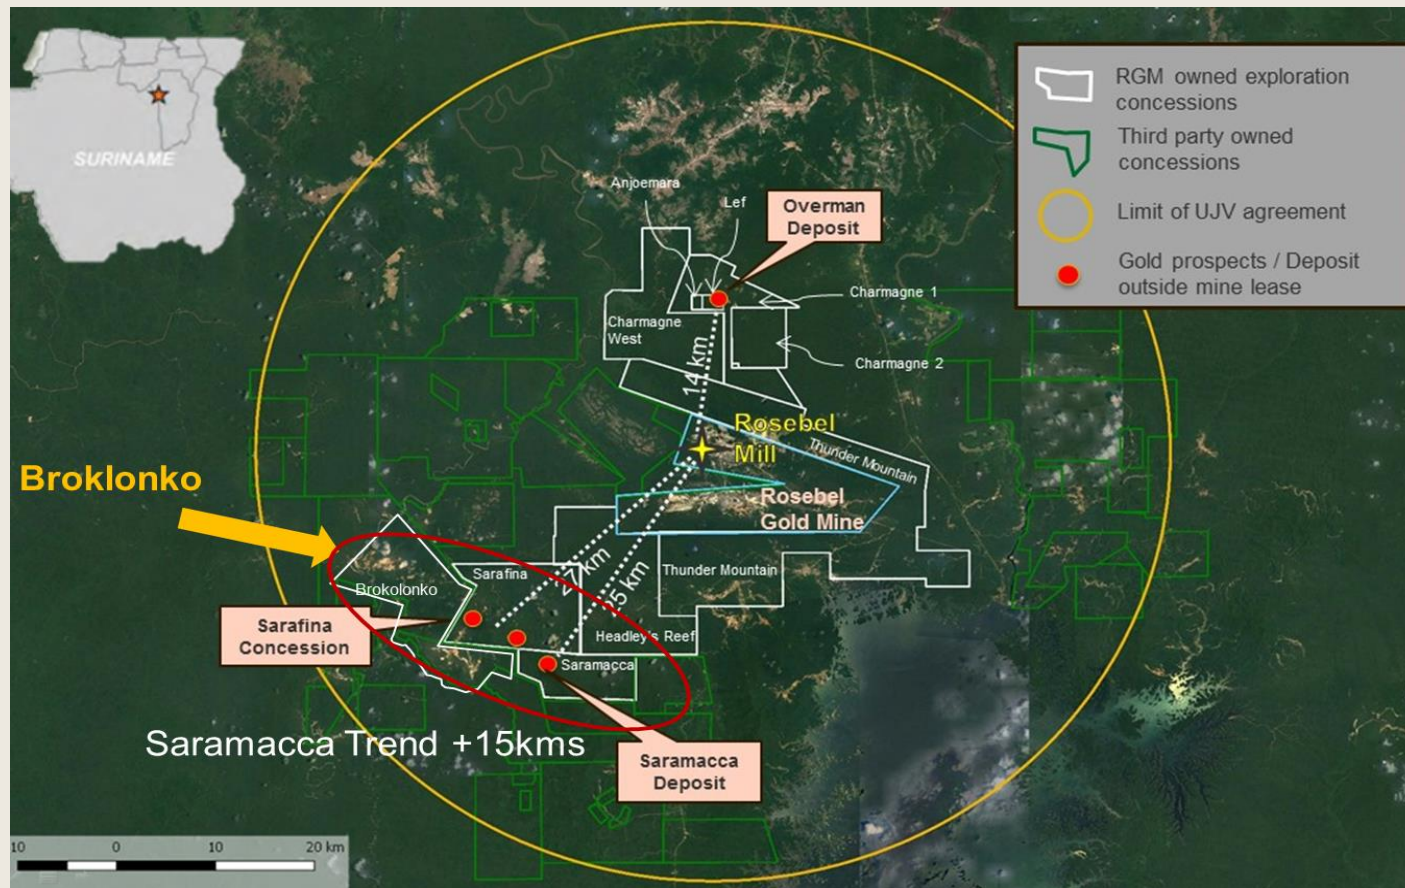 SURINAME
RGM owned exploration
concessions
Third party owned
concessions
Limit of UJV agreement
Gold prospects / Deposit
outside mine lease
Anjoemara
Lef
Overman
Deposit
Charmagne 1
Charmagne
West
Charmagne 2
14 km
Rosebel
Mill
Thunder Mountain
Rosebel
Gold Mine
Broklonko
27 km
25 km
Sarafina
Thunder Mountain
Brokolonko
Sarafina
Concession
Headley's Reef
Saramacca
Saramacca Trend +15kms
Saramacca
Deposit
10 0 10 20 km